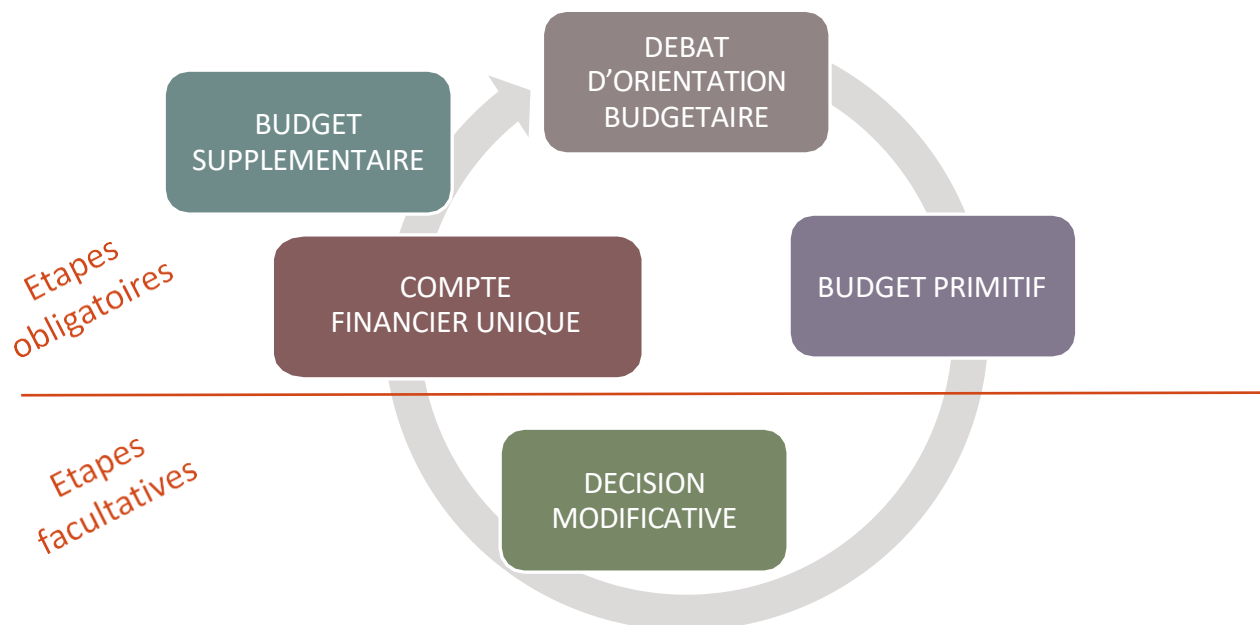 DEBAT
D’ORIENTATION
BUDGETAIRE
BUDGET
SUPPLEMENTAIRE
Etapes
obligatoires
COMPTE
FINANCIER UNIQUE
BUDGET PRIMITIF
Etapes
facultatives
DECISION
MODIFICATIVE